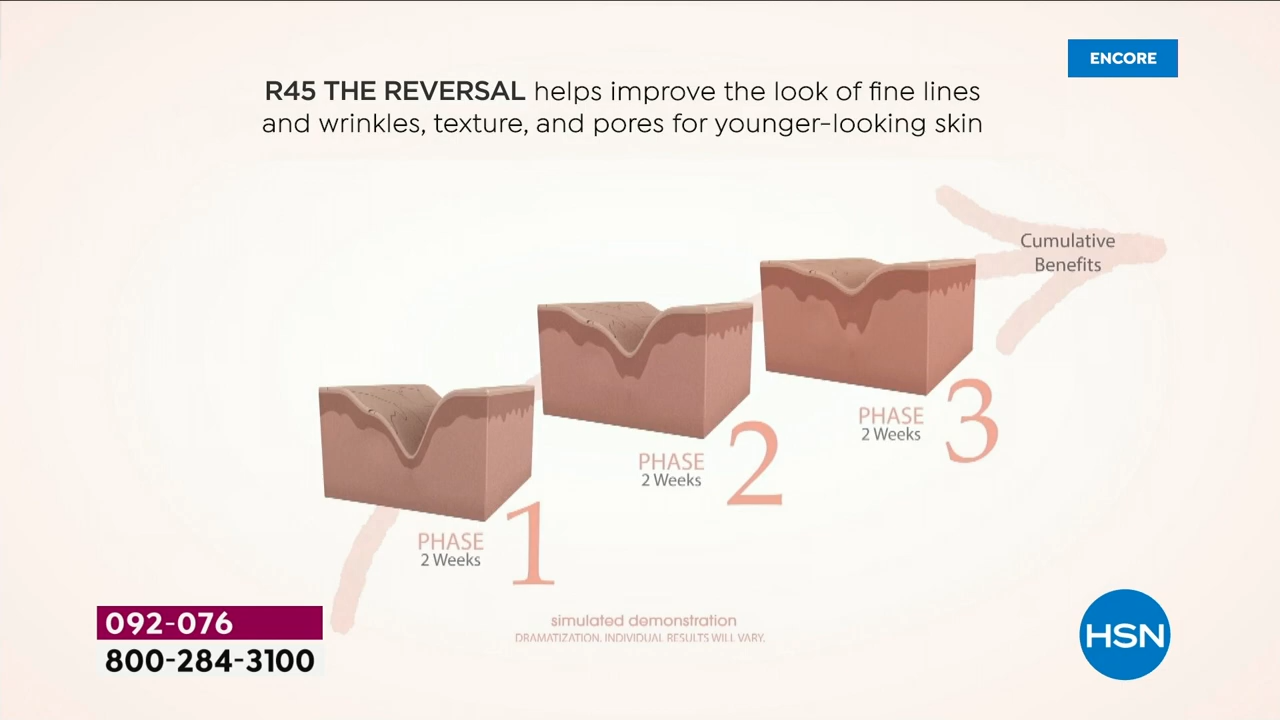 ENCORE
R45 THE REVERSAL helps improve the look of fine lines
and wrinkles, texture, and pores for younger-looking skin
Cumulative
Benefits
PHASE
2 Weeks
3
PHASE
2 Weeks
2
PHASE
2 Weeks
1
092-076
800-284-3100
simulated demonstration
DRAMATIZATION. INDIVIDUAL RESULTS WILL VARY.
HSN